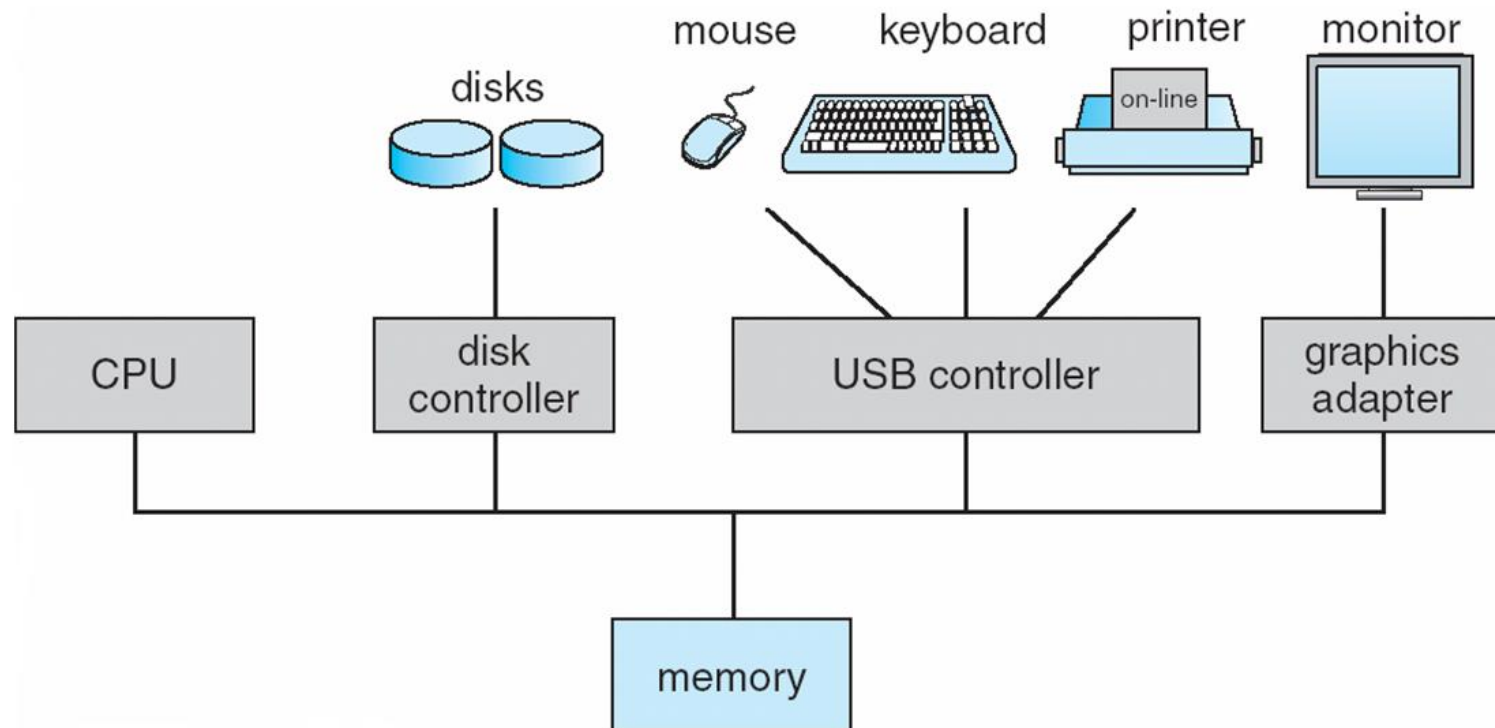 mouse
keyboard
printer
monitor
disks
on-line
CPU
disk
controller
USB controller
graphics
adapter
memory